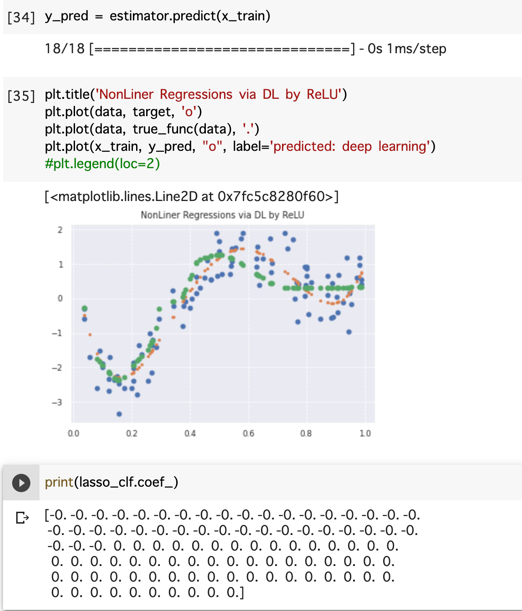 [34] y_pred = estimator.predict(x_train)
18/18 [==============================] - 0s 1ms/step
[35] plt.title('NonLiner Regressions via DL by ReLU')
plt.plot(data, target, 'o')
plt.plot(data, true_func(data), '.')
plt.plot(x_train, y_pred, "o", label='predicted: deep learning')
#plt.legend(loc=2)
[<matplotlib.lines.Line2D at 0x7fc5c8280f60>]
NonLiner Regressions via DL by ReLU
2
1
0
−1
−2
−3
0.0 0.2 0.4 0.6 0.8 1.0
print(lasso_clf.coef_)
[-0. -0. -0. -0. -0. -0. -0. -0. -0. -0. -0. -0. -0. -0. -0. -0. -0. -0.
-0. -0. -0. -0. -0. -0. -0. -0. -0. -0. -0. -0. -0. -0. -0. -0. -0. -0.
-0. -0. -0. 0. 0. 0. 0. 0. 0. 0. 0. 0. 0. 0. 0. 0. 0.
0. 0. 0. 0. 0. 0. 0. 0. 0. 0. 0. 0. 0. 0. 0. 0. 0. 0.
0. 0. 0. 0. 0. 0. 0. 0. 0. 0. 0. 0. 0. 0. 0. 0. 0. 0.
0. 0. 0. 0. 0. 0. 0. 0. 0. 0.]